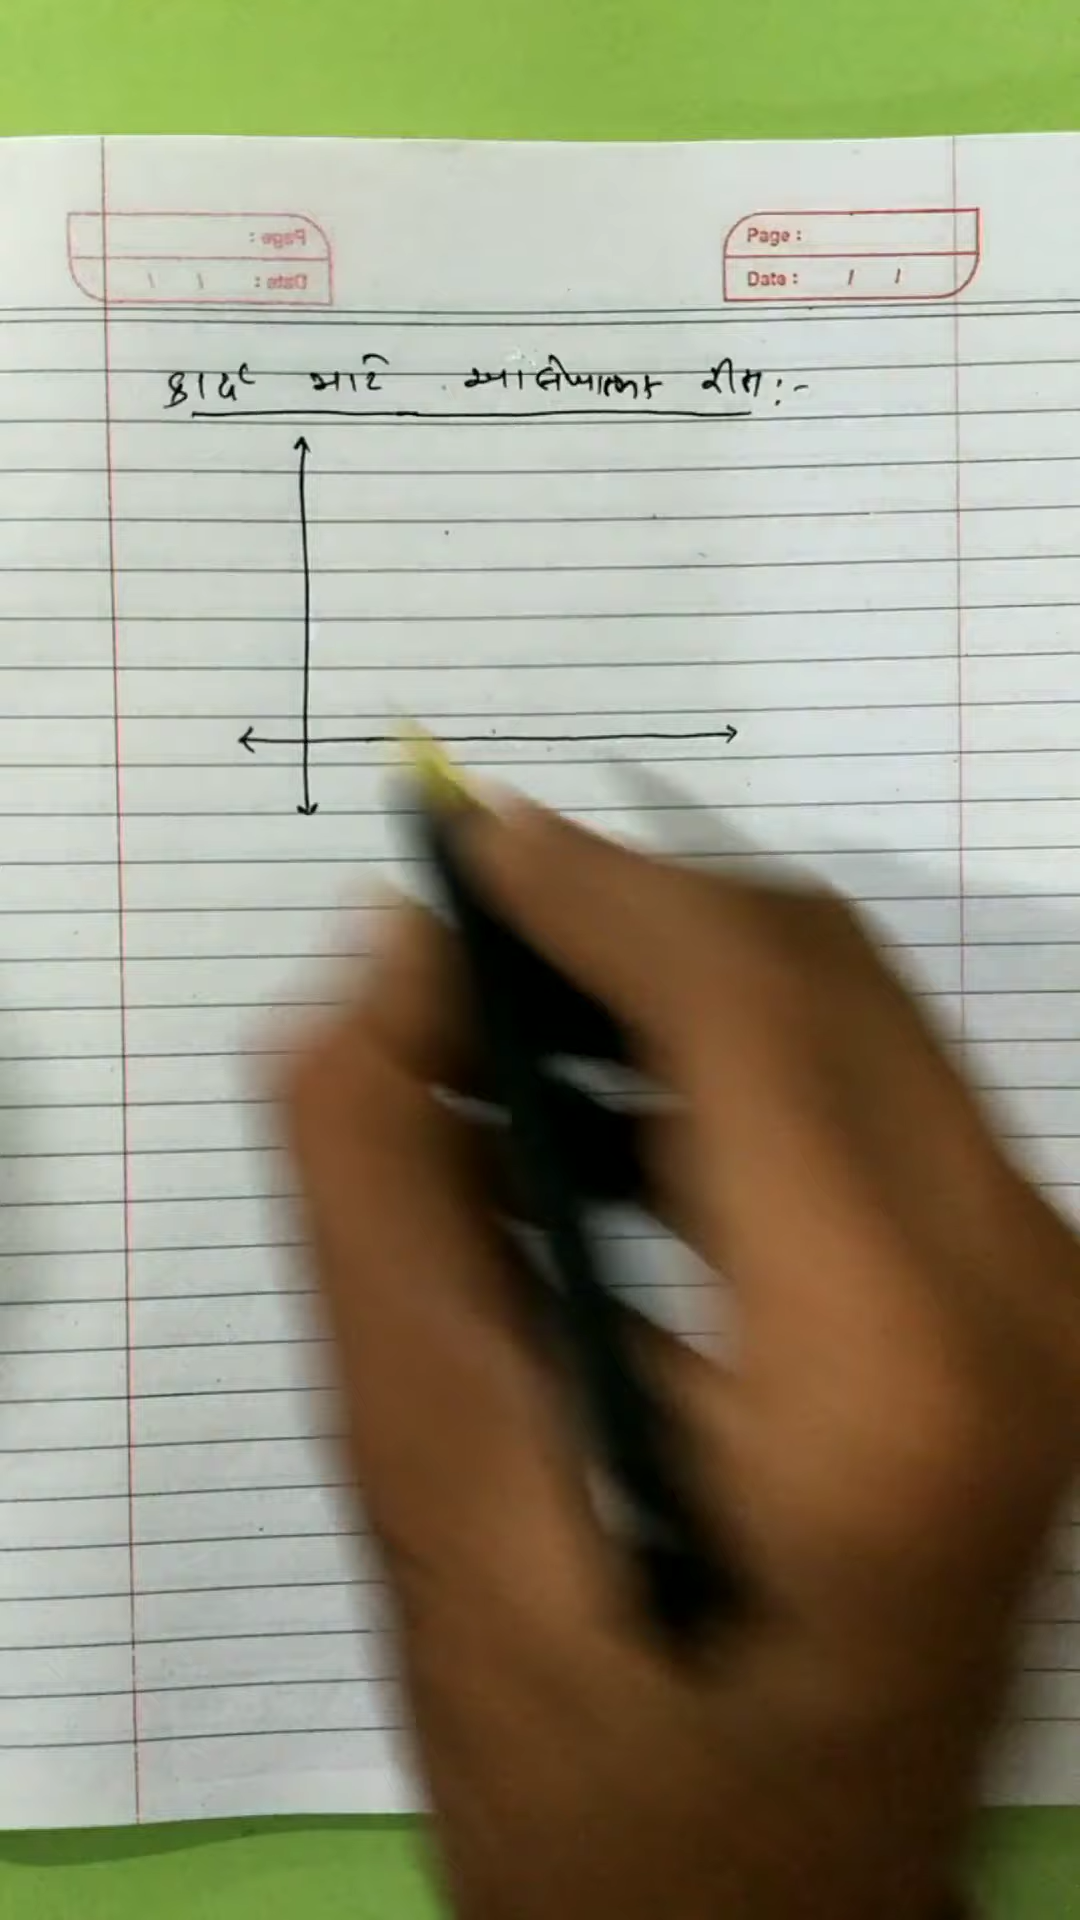 Page :
Date : / /
કાર્ય માટે આલેખાત્મક રીત :-